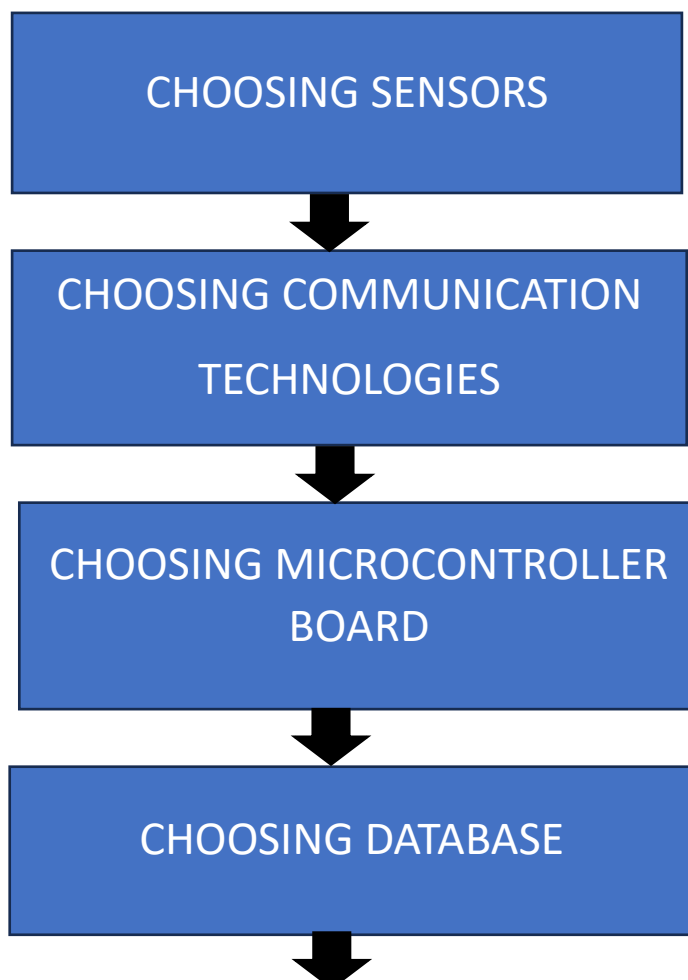 CHOOSING SENSORS
CHOOSING COMMUNICATION
TECHNOLOGIES
CHOOSING MICROCONTROLLER
BOARD
CHOOSING DATABASE